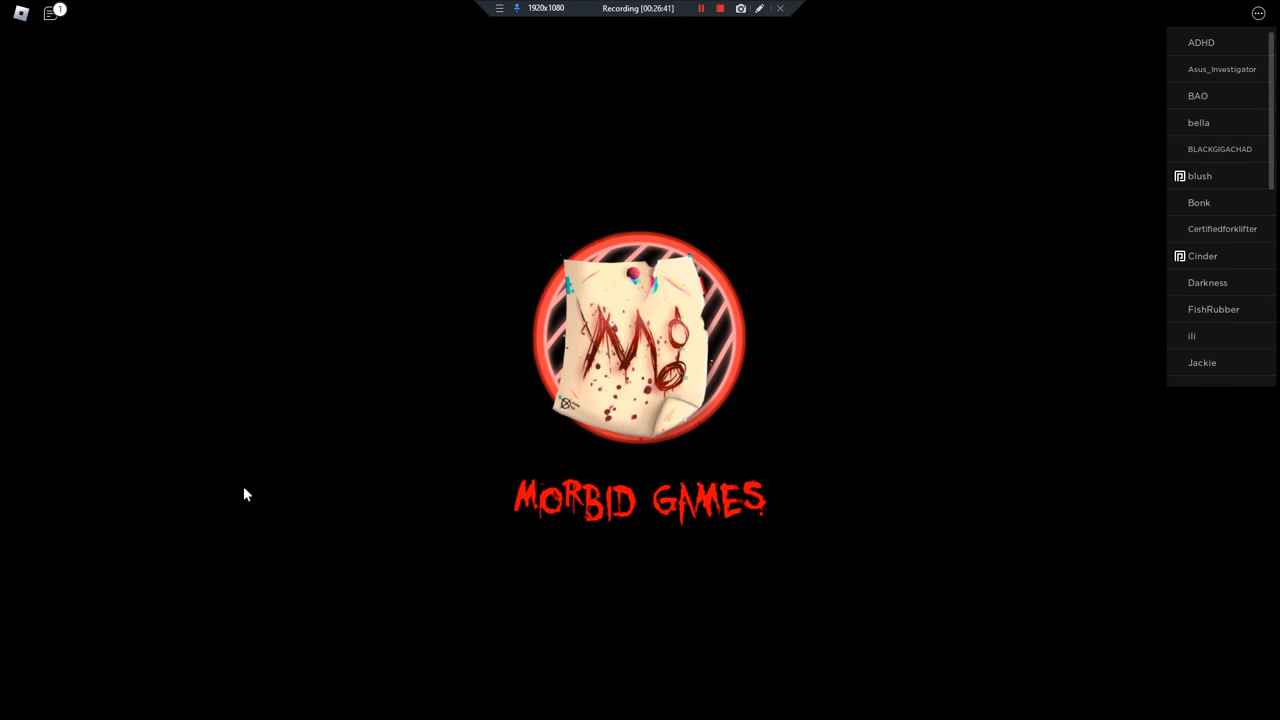 1
1920x1080
Recording [00:26:41]
ADHD
Asus_Investigator
BAO
bella
BLACKGIGACHAD
blush
Bonk
Certifiedforklifter
Cinder
Darkness
FishRubber
ili
Jackie
MORBID GAMES